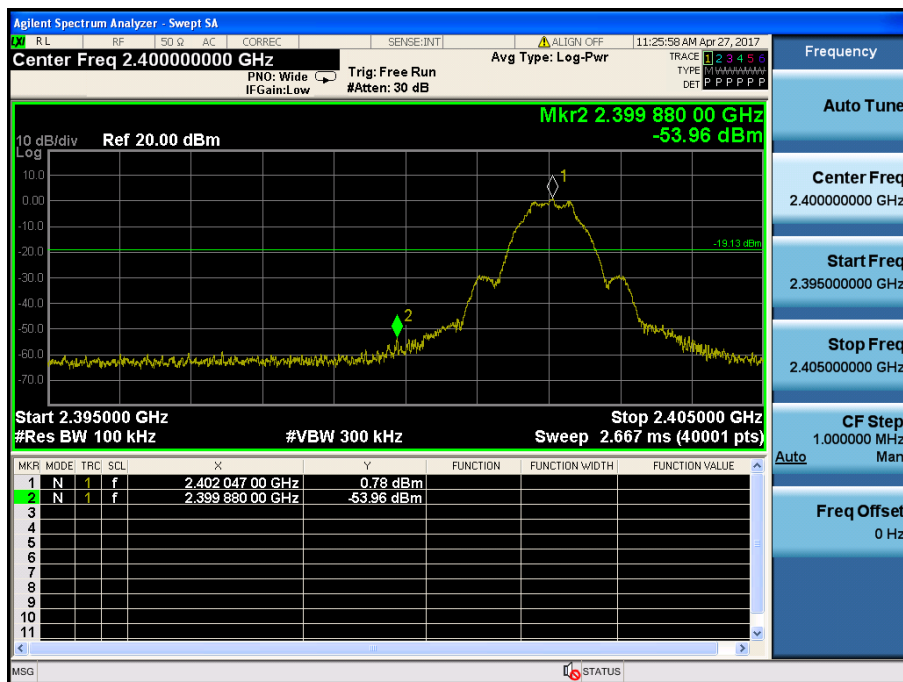 Agilent Spectrum Analyzer - Swept SA
LXI RL RF 50 Ω AC CORREC SENSE:INT ALIGN OFF 11:25:58 AM Apr 27, 2017
Center Freq 2.400000000 GHz
PNO: Wide
IFGain:Low
Trig: Free Run
#Atten: 30 dB
Avg Type: Log-Pwr
TRACE 1 2 3 4 5 6
TYPE M
DET P P P P P P
Mkr2 2.399 880 00 GHz
-53.96 dBm
10 dB/div Ref 20.00 dBm
Log
10.0
0.00
-10.0
-20.0
-30.0
-40.0
-50.0
-60.0
-70.0
1
-19.13 dBm
2
Start 2.395000 GHz Stop 2.405000 GHz
#Res BW 100 kHz #VBW 300 kHz Sweep 2.667 ms (40001 pts)
MKR MODE TRC SCL X Y FUNCTION FUNCTION WIDTH FUNCTION VALUE
1 N 1 f 2.402 047 00 GHz 0.78 dBm
2 N 1 f 2.399 880 00 GHz -53.96 dBm
3
4
5
6
7
8
9
10
11
MSG STATUS
Frequency
Auto Tune
Center Freq
2.400000000 GHz
Start Freq
2.395000000 GHz
Stop Freq
2.405000000 GHz
CF Step
1.000000 MHz
Auto Man
Freq Offset
0 Hz